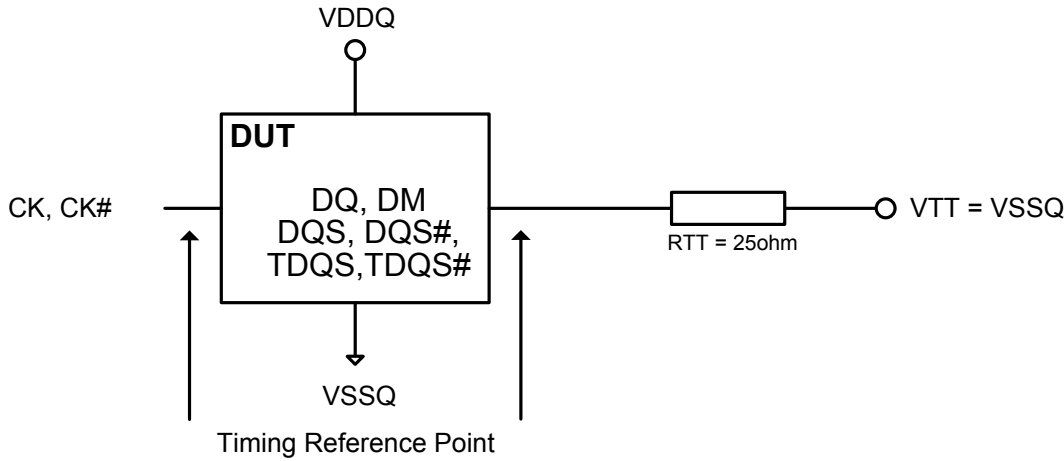 VDDQ
DUT
DQ, DM
CK, CK#
DQS, DQS#,
TDQS,TDQS#
VTT = VSSQ
RTT = 25ohm
VSSQ
Timing Reference Point